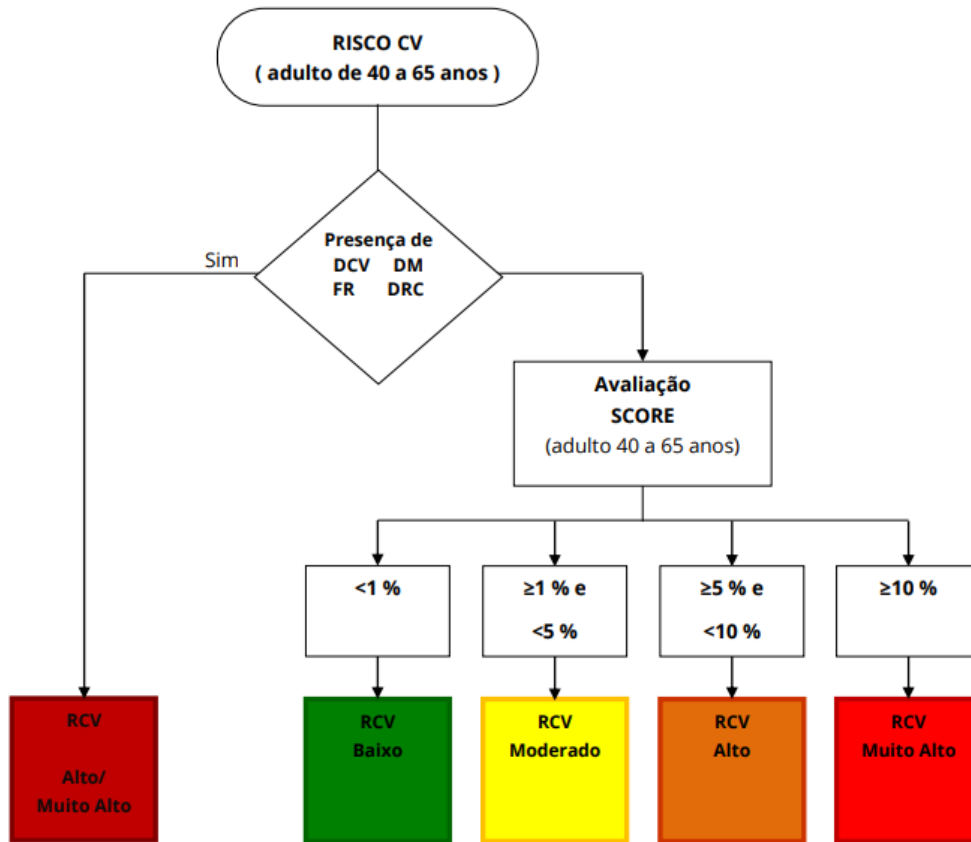 RISCO CV
( adulto de 40 a 65 anos )
Presença de
DCV DM
FR DRC
Sim
Avaliação
SCORE
(adulto 40 a 65 anos)
<1 %
≥1 % e
<5 %
≥5 % e
<10 %
≥10 %
RCV
Alto/
Muito Alto
RCV
Baixo
RCV
Moderado
RCV
Alto
RCV
Muito Alto